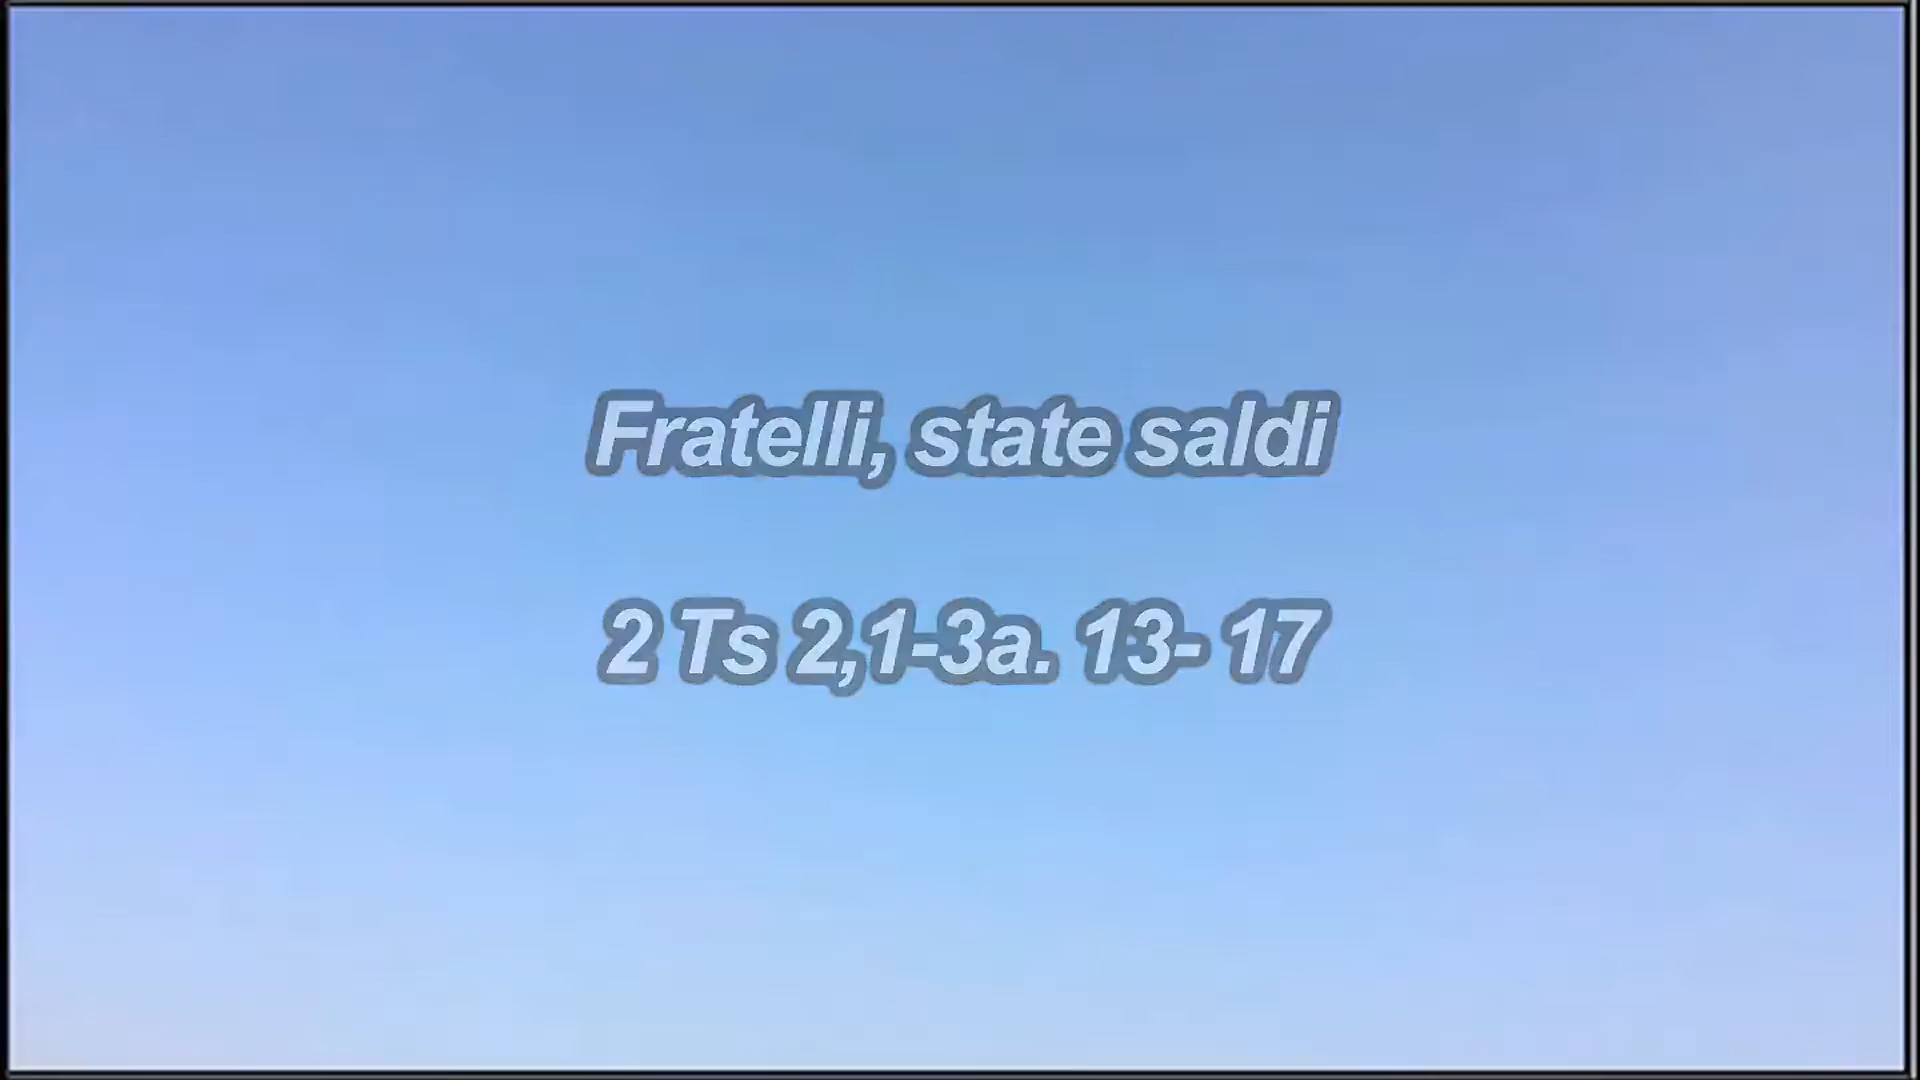 Fratelli, state saldi
2 Ts 2,1-3a. 13- 17